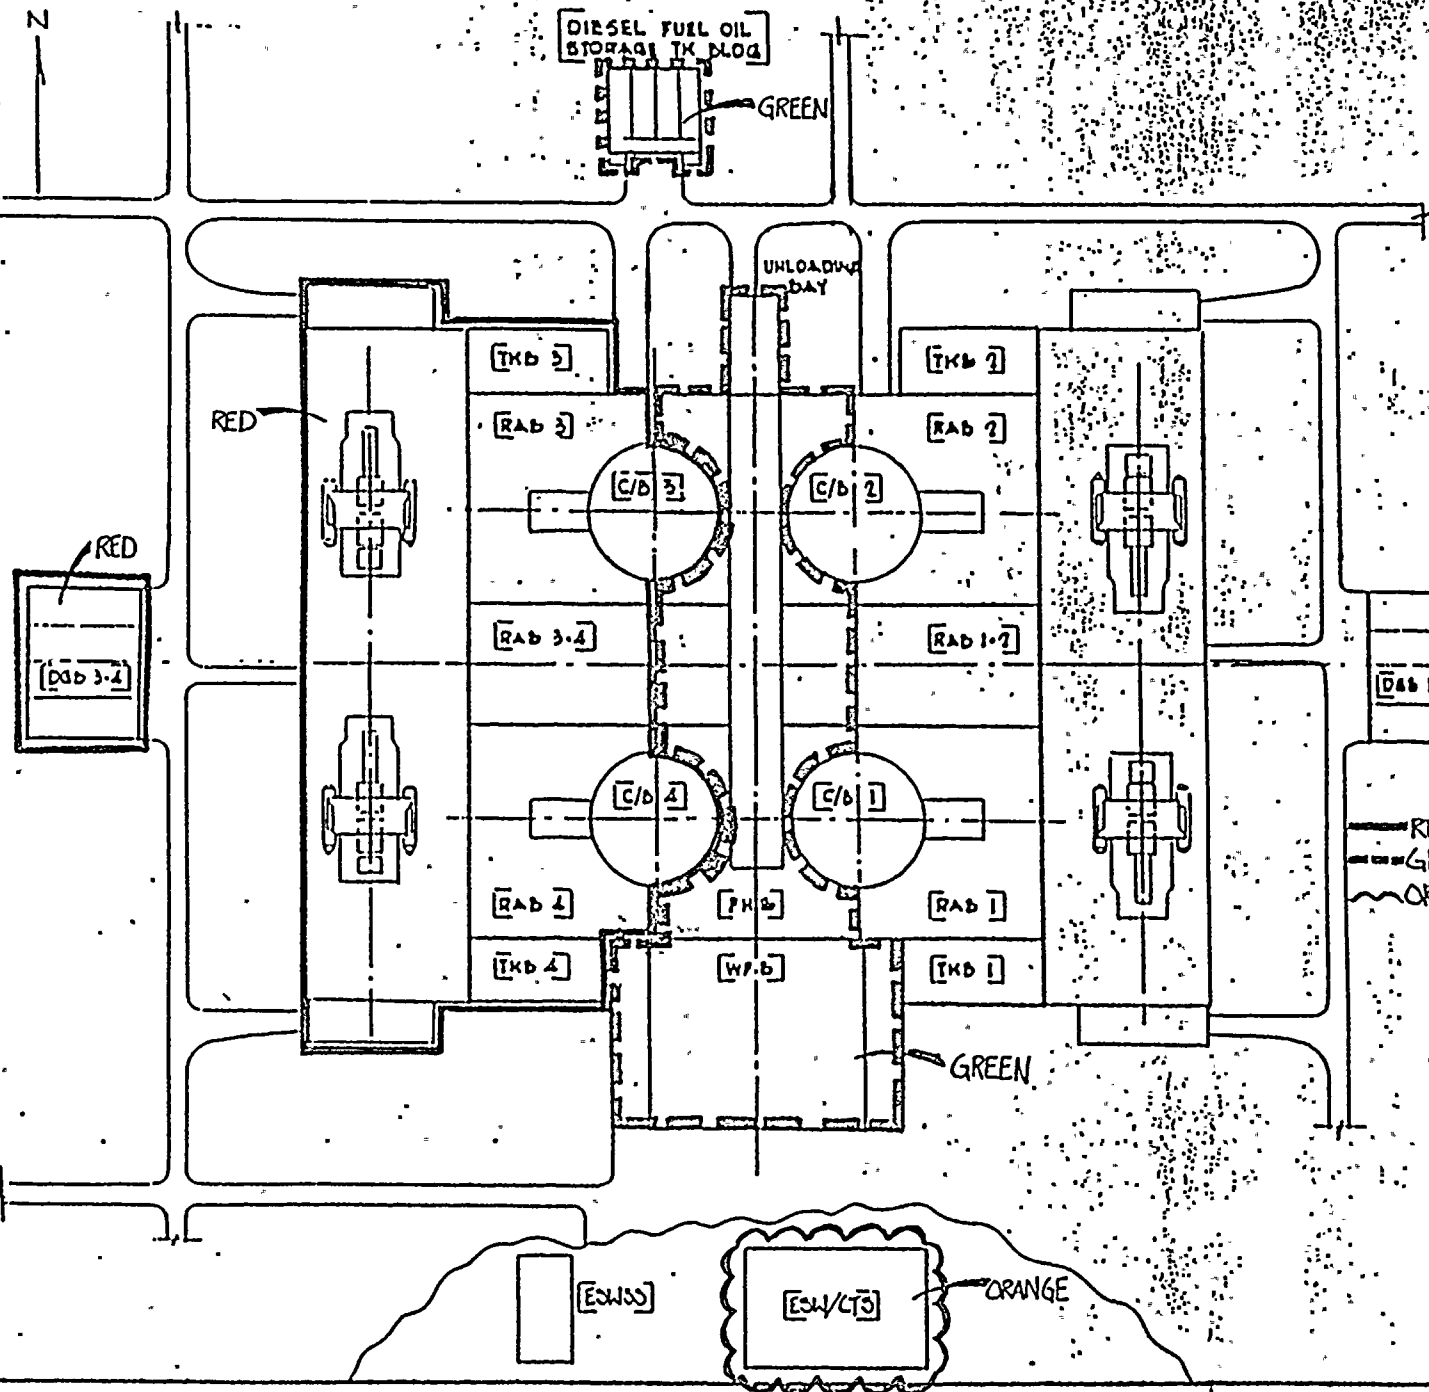 N
DIESEL FUEL OIL
STORAGE TK BLDG
GREEN
UNLOADING
BAY
TKB 3
TKB 2
RED
RAB 3
RAB 2
C/B 3
C/B 2
RED
RAB 3-4
RAB 1-2
DGB 3-4
DGB
C/B 4
C/B 1
RAB 4
FHB
RAB 1
TKB 4
WPB
TKB 1
GREEN
ESWSS
ESW/CTS
ORANGE